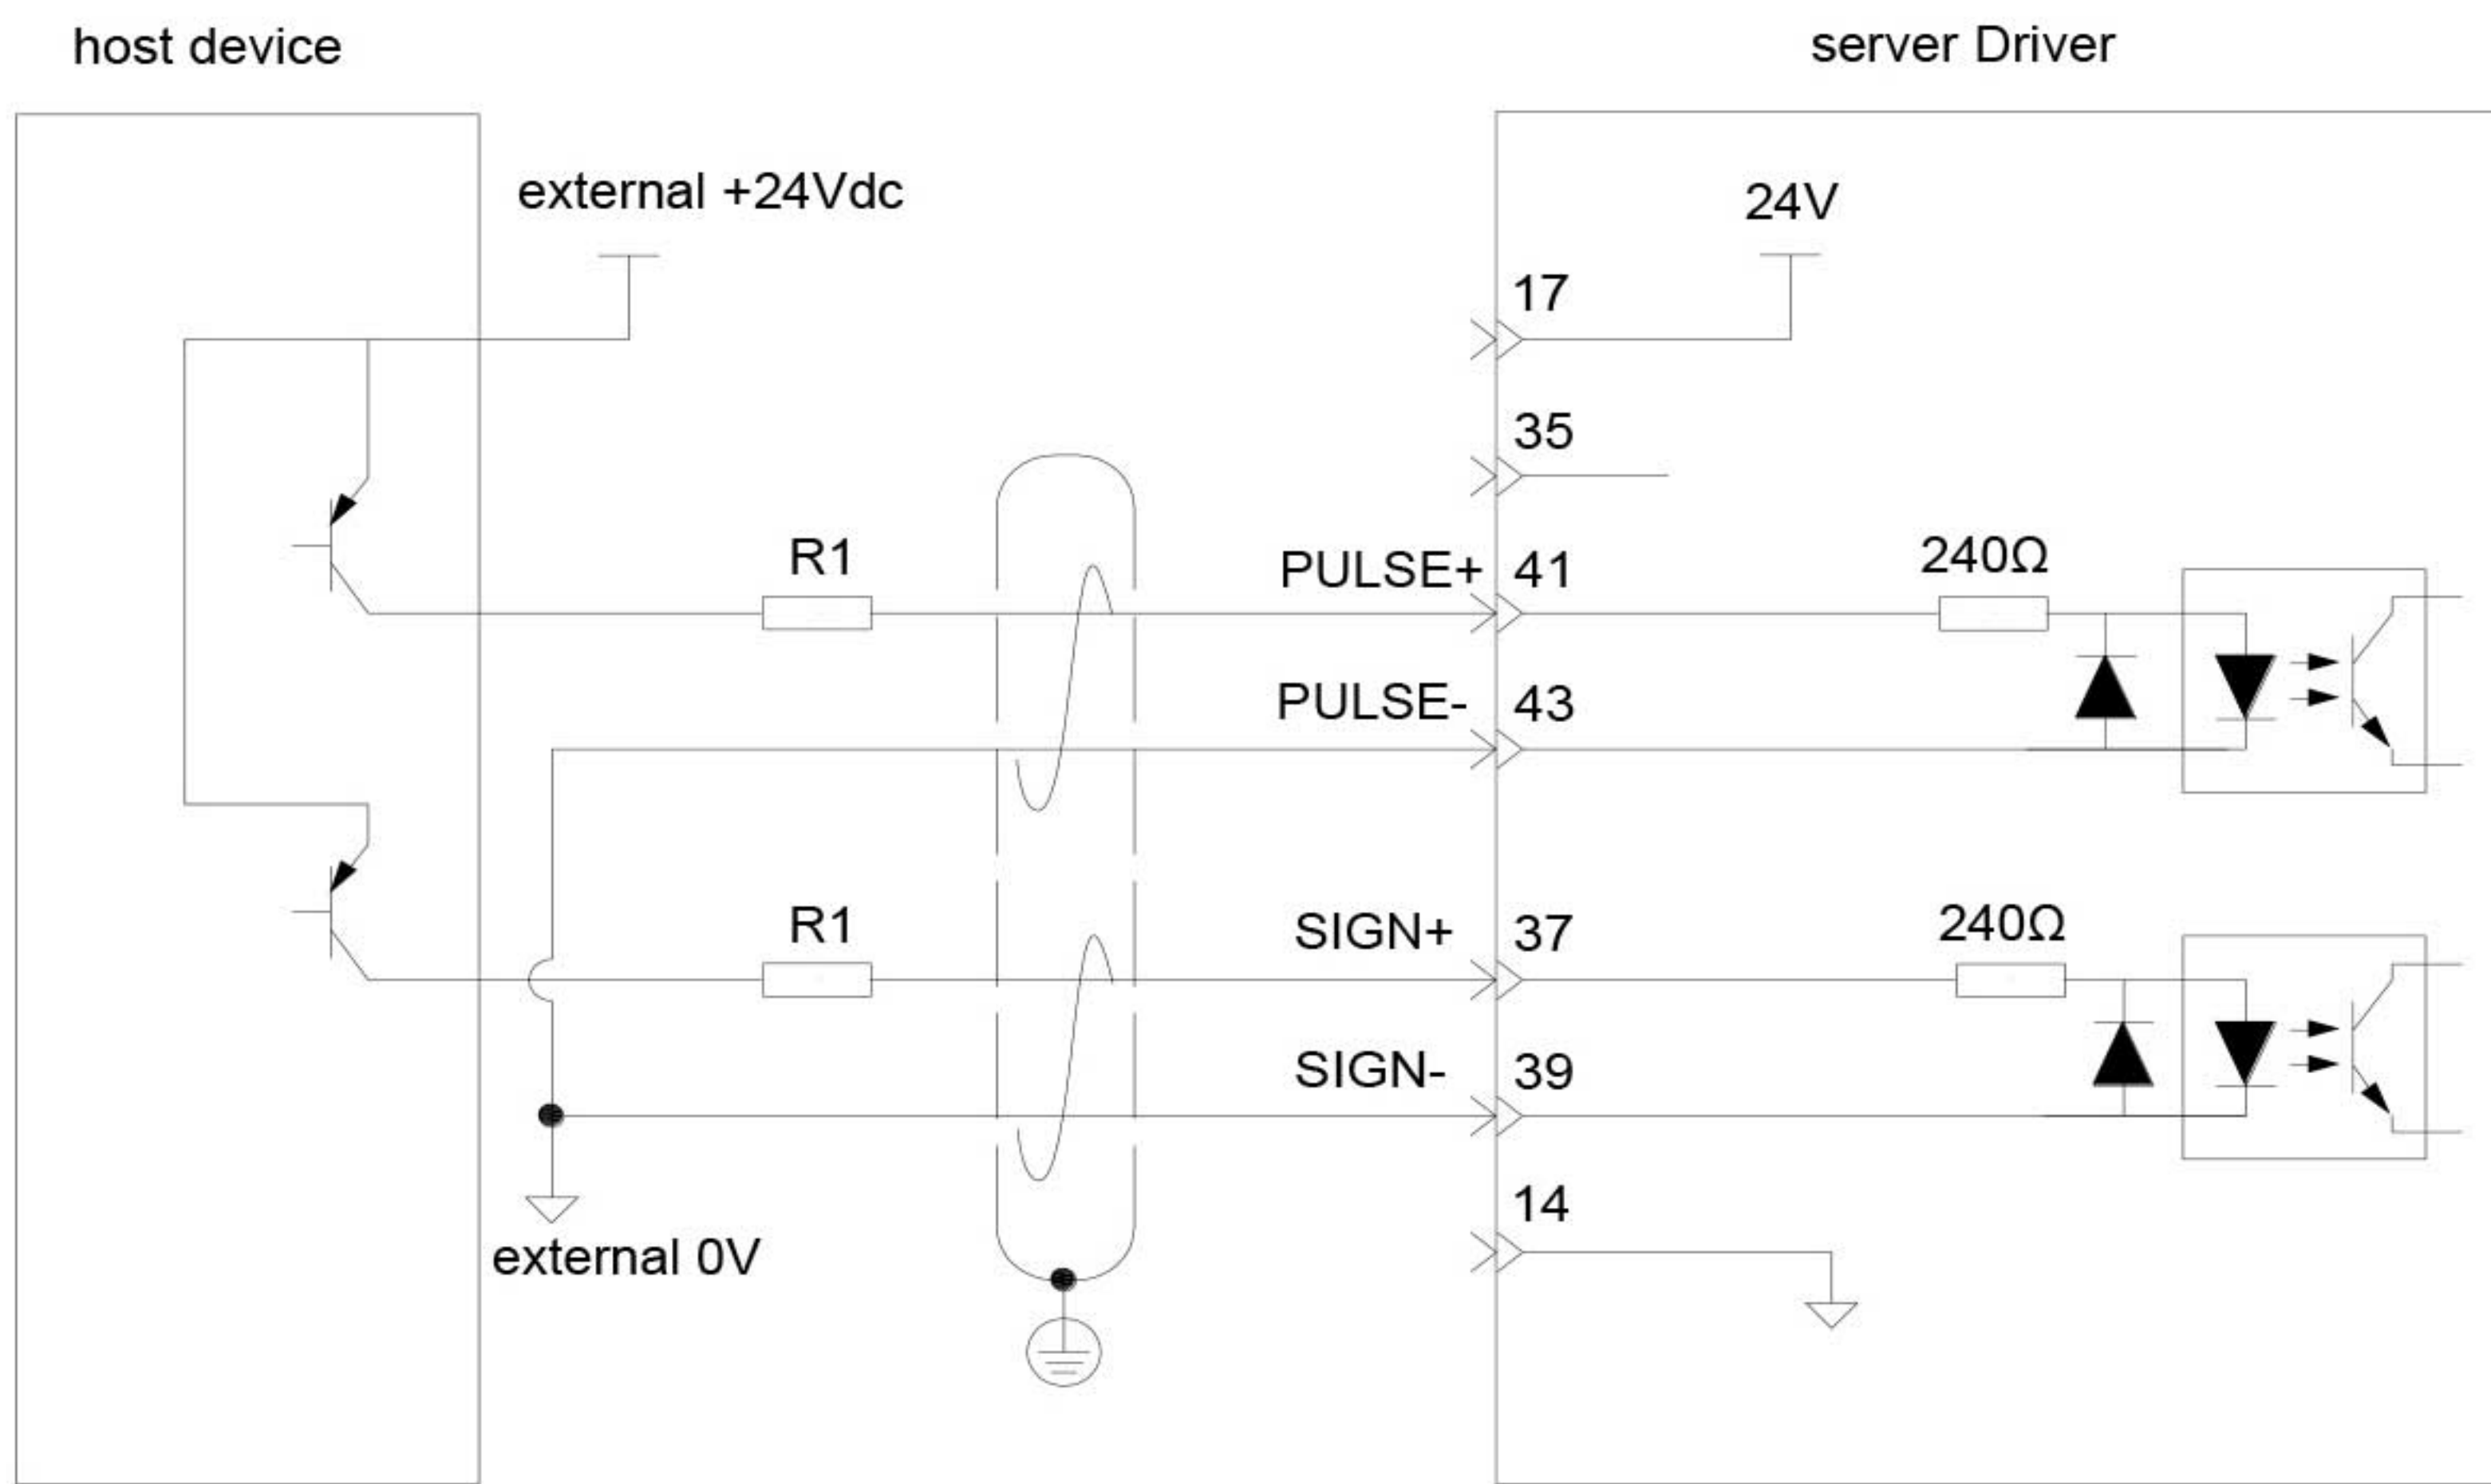 host device
server Driver
external +24Vdc
24V
17
35
R1
PULSE+
41
240Ω
PULSE-
43
R1
SIGN+
37
240Ω
SIGN-
39
14
external 0V